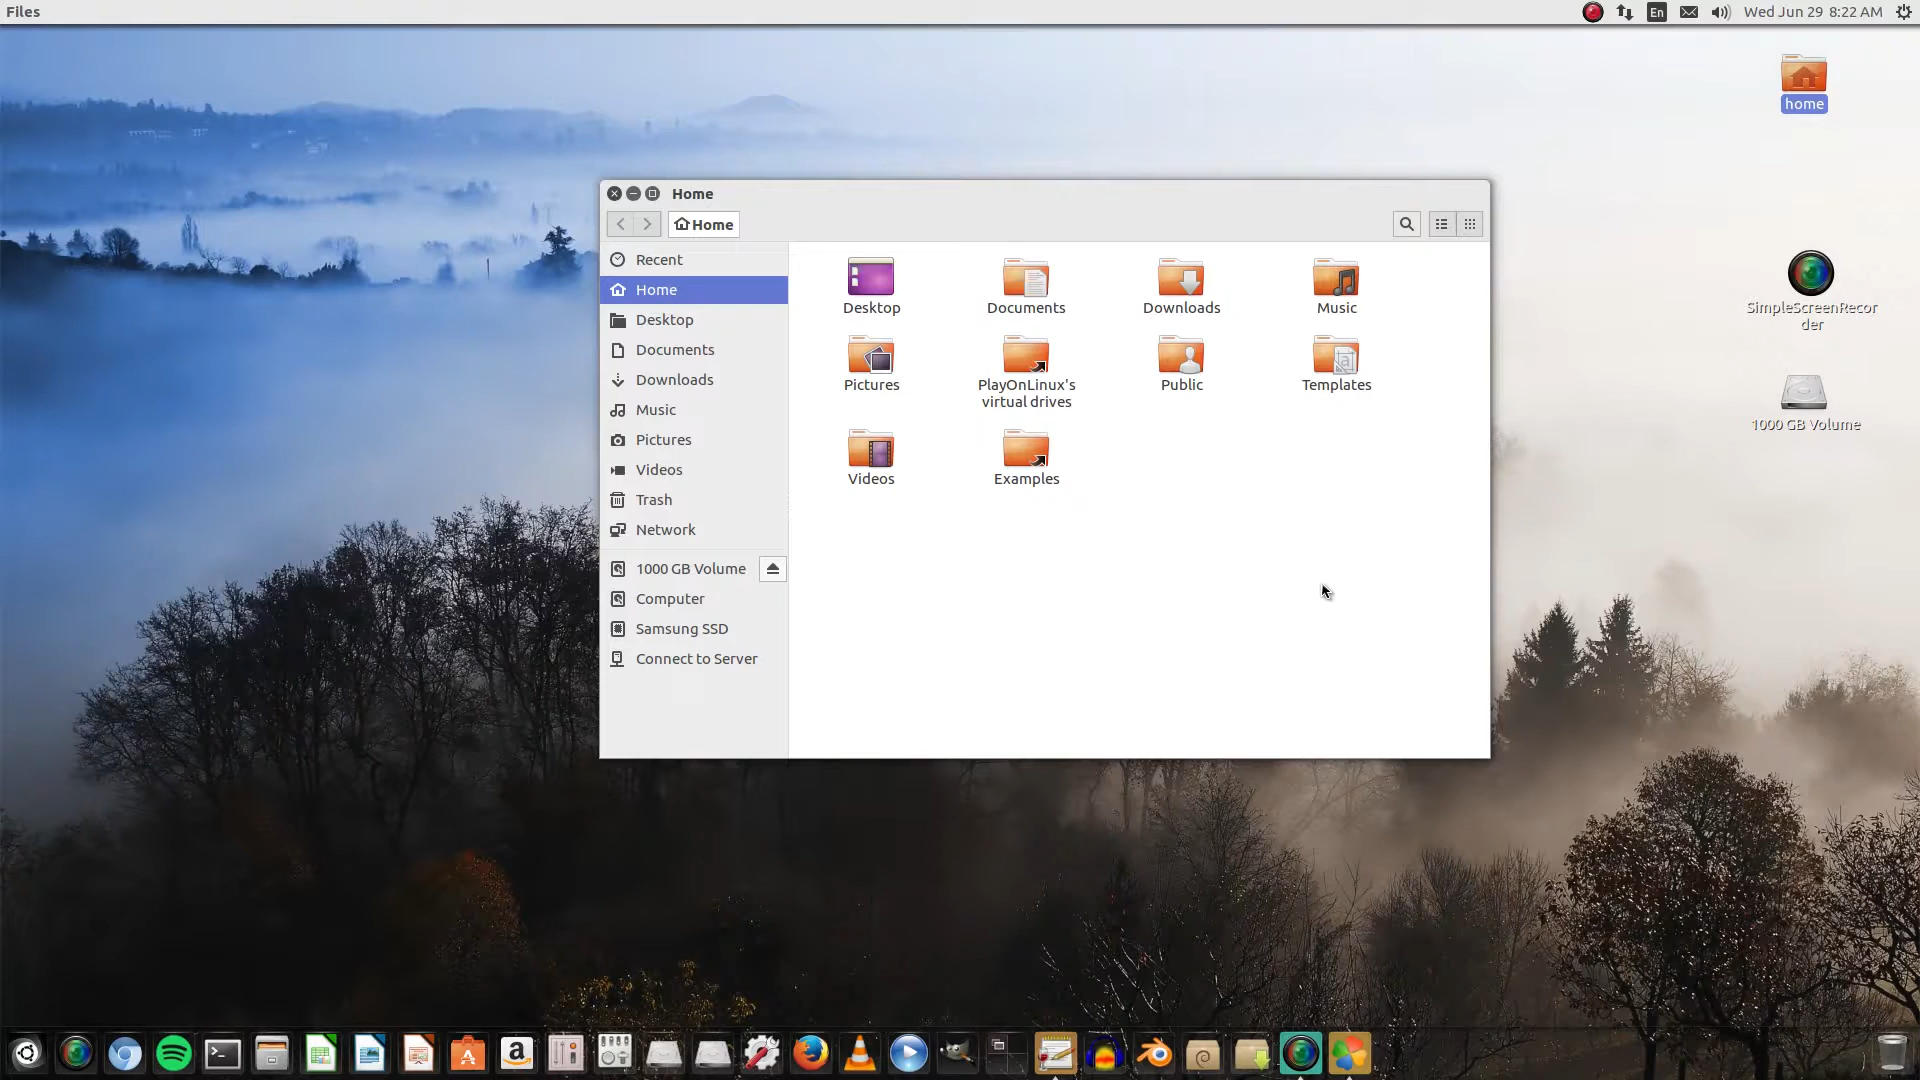 Files
En
Wed Jun 29 8:22 AM
home
SimpleScreenRecor
der
1000 GB Volume
Home
Home
Recent
Home
Desktop
Documents
Downloads
Music
Pictures
Videos
Trash
Network
1000 GB Volume
Computer
Samsung SSD
Connect to Server
Desktop
Documents
Downloads
Music
Pictures
PlayOnLinux's
virtual drives
Public
Templates
Videos
Examples